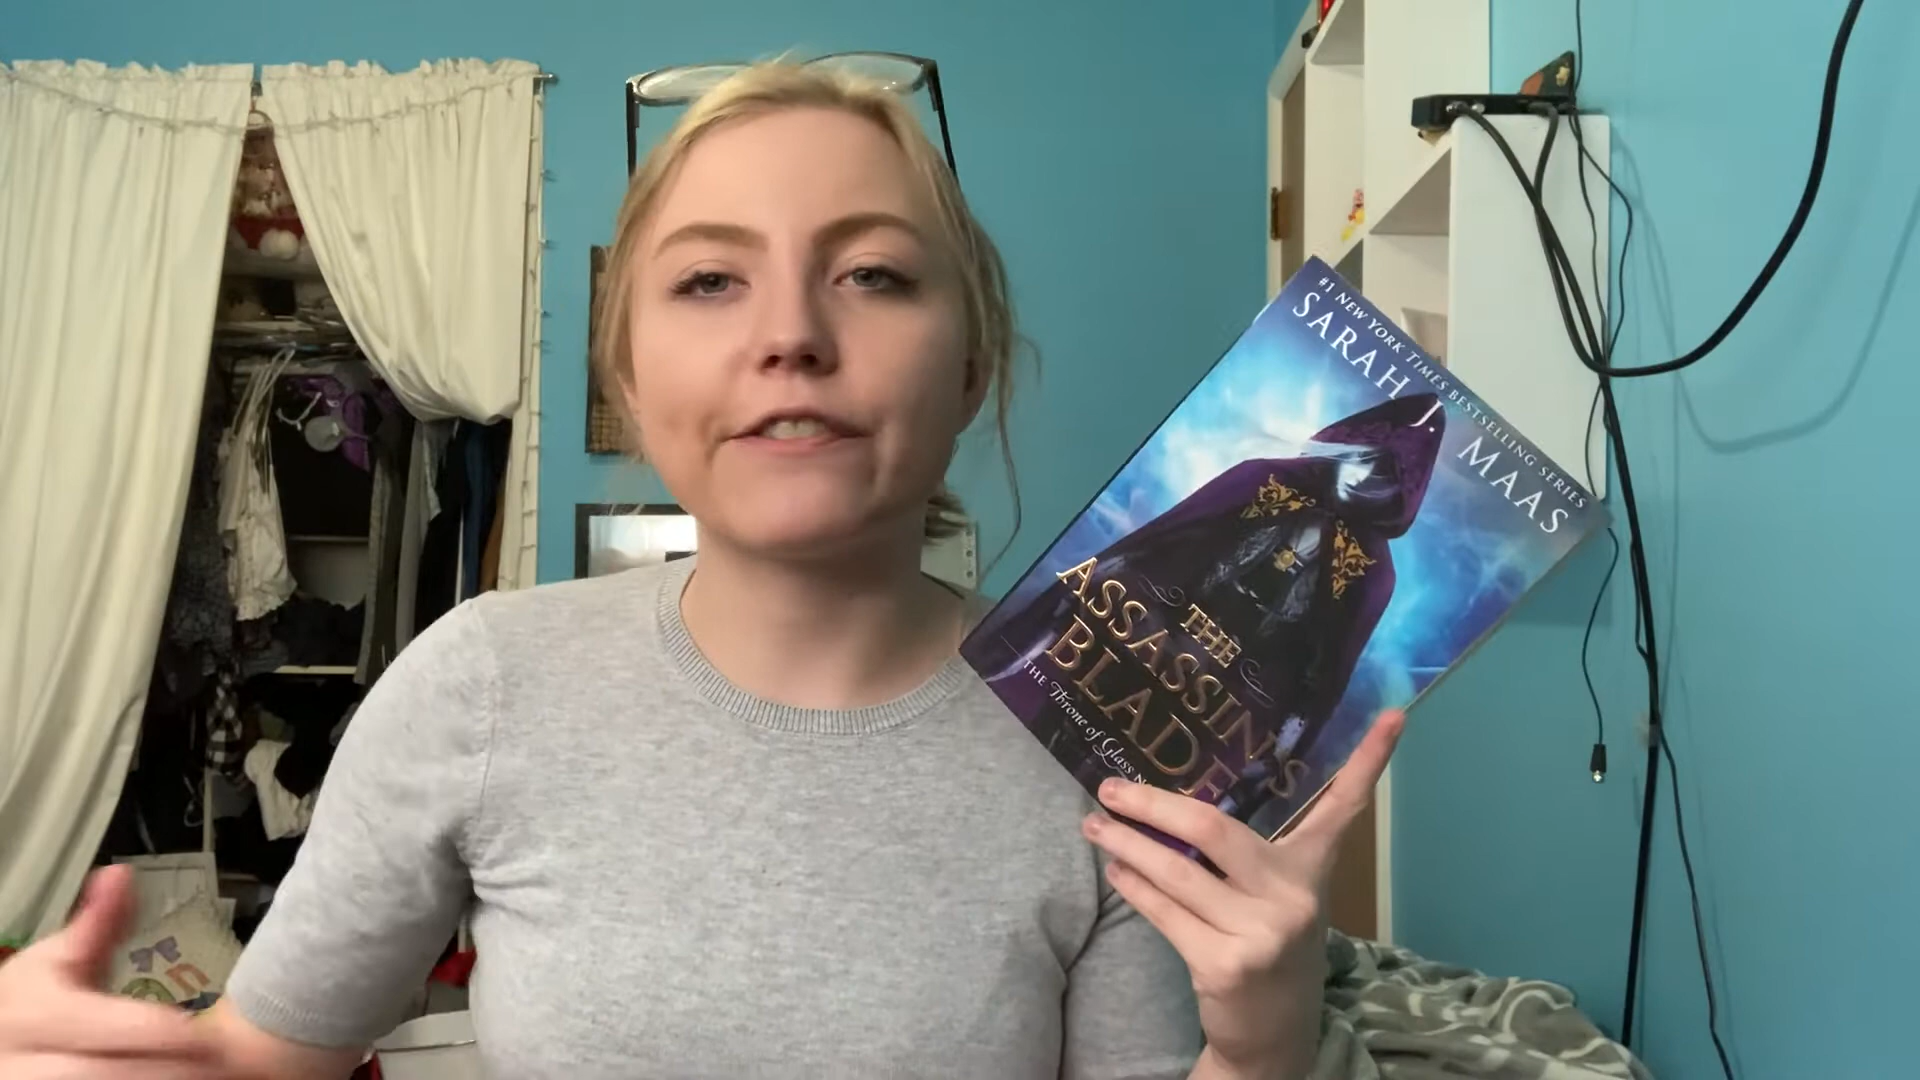 #1 NEW YORK TIMES BESTSELLING SERIES
SARAH J. MAAS
THE
ASSASSIN'S
BLADE
THE Throne of Glass